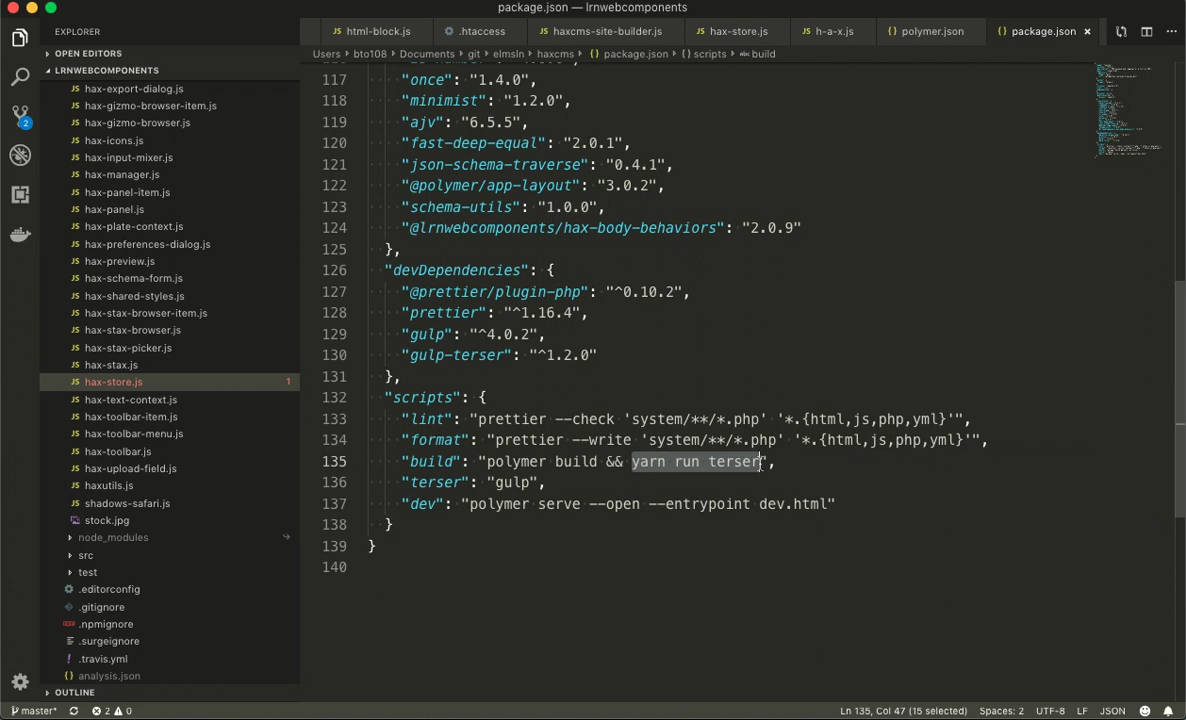 package.json — lrnwebcomponents
EXPLORER
html-block.js
.htaccess
haxcms-site-builder.js
hax-store.js
h-a-x.js
polymer.json
package.json
OPEN EDITORS
LRNWEBCOMPONENTS
Users › bto108 › Documents › git › elmsln › haxcms › {} package.json › {} scripts › abc build
hax-export-dialog.js
hax-gizmo-browser-item.js
hax-gizmo-browser.js
hax-icons.js
hax-input-mixer.js
hax-manager.js
hax-panel-item.js
hax-panel.js
hax-plate-context.js
hax-preferences-dialog.js
hax-preview.js
hax-schema-form.js
hax-shared-styles.js
hax-stax-browser-item.js
hax-stax-browser.js
hax-stax-picker.js
hax-stax.js
hax-store.js 1
hax-text-context.js
hax-toolbar-item.js
hax-toolbar-menu.js
hax-toolbar.js
hax-upload-field.js
haxutils.js
shadows-safari.js
stock.jpg
node_modules
src
test
.editorconfig
.gitignore
.npmignore
.surgeignore
.travis.yml
analysis.json
OUTLINE
117 "once": "1.4.0",
118 "minimist": "1.2.0",
119 "ajv": "6.5.5",
120 "fast-deep-equal": "2.0.1",
121 "json-schema-traverse": "0.4.1",
122 "@polymer/app-layout": "3.0.2",
123 "schema-utils": "1.0.0",
124 "@lrnwebcomponents/hax-body-behaviors": "2.0.9"
125 },
126 "devDependencies": {
127 "@prettier/plugin-php": "^0.10.2",
128 "prettier": "^1.16.4",
129 "gulp": "^4.0.2",
130 "gulp-terser": "^1.2.0"
131 },
132 "scripts": {
133 "lint": "prettier --check 'system/**/*.php' '*.{html,js,php,yml}'",
134 "format": "prettier --write 'system/**/*.php' '*.{html,js,php,yml}'",
135 "build": "polymer build && yarn run terser",
136 "terser": "gulp",
137 "dev": "polymer serve --open --entrypoint dev.html"
138 }
139 }
140
2
master* 2 0
Ln 135, Col 47 (15 selected) Spaces: 2 UTF-8 LF JSON